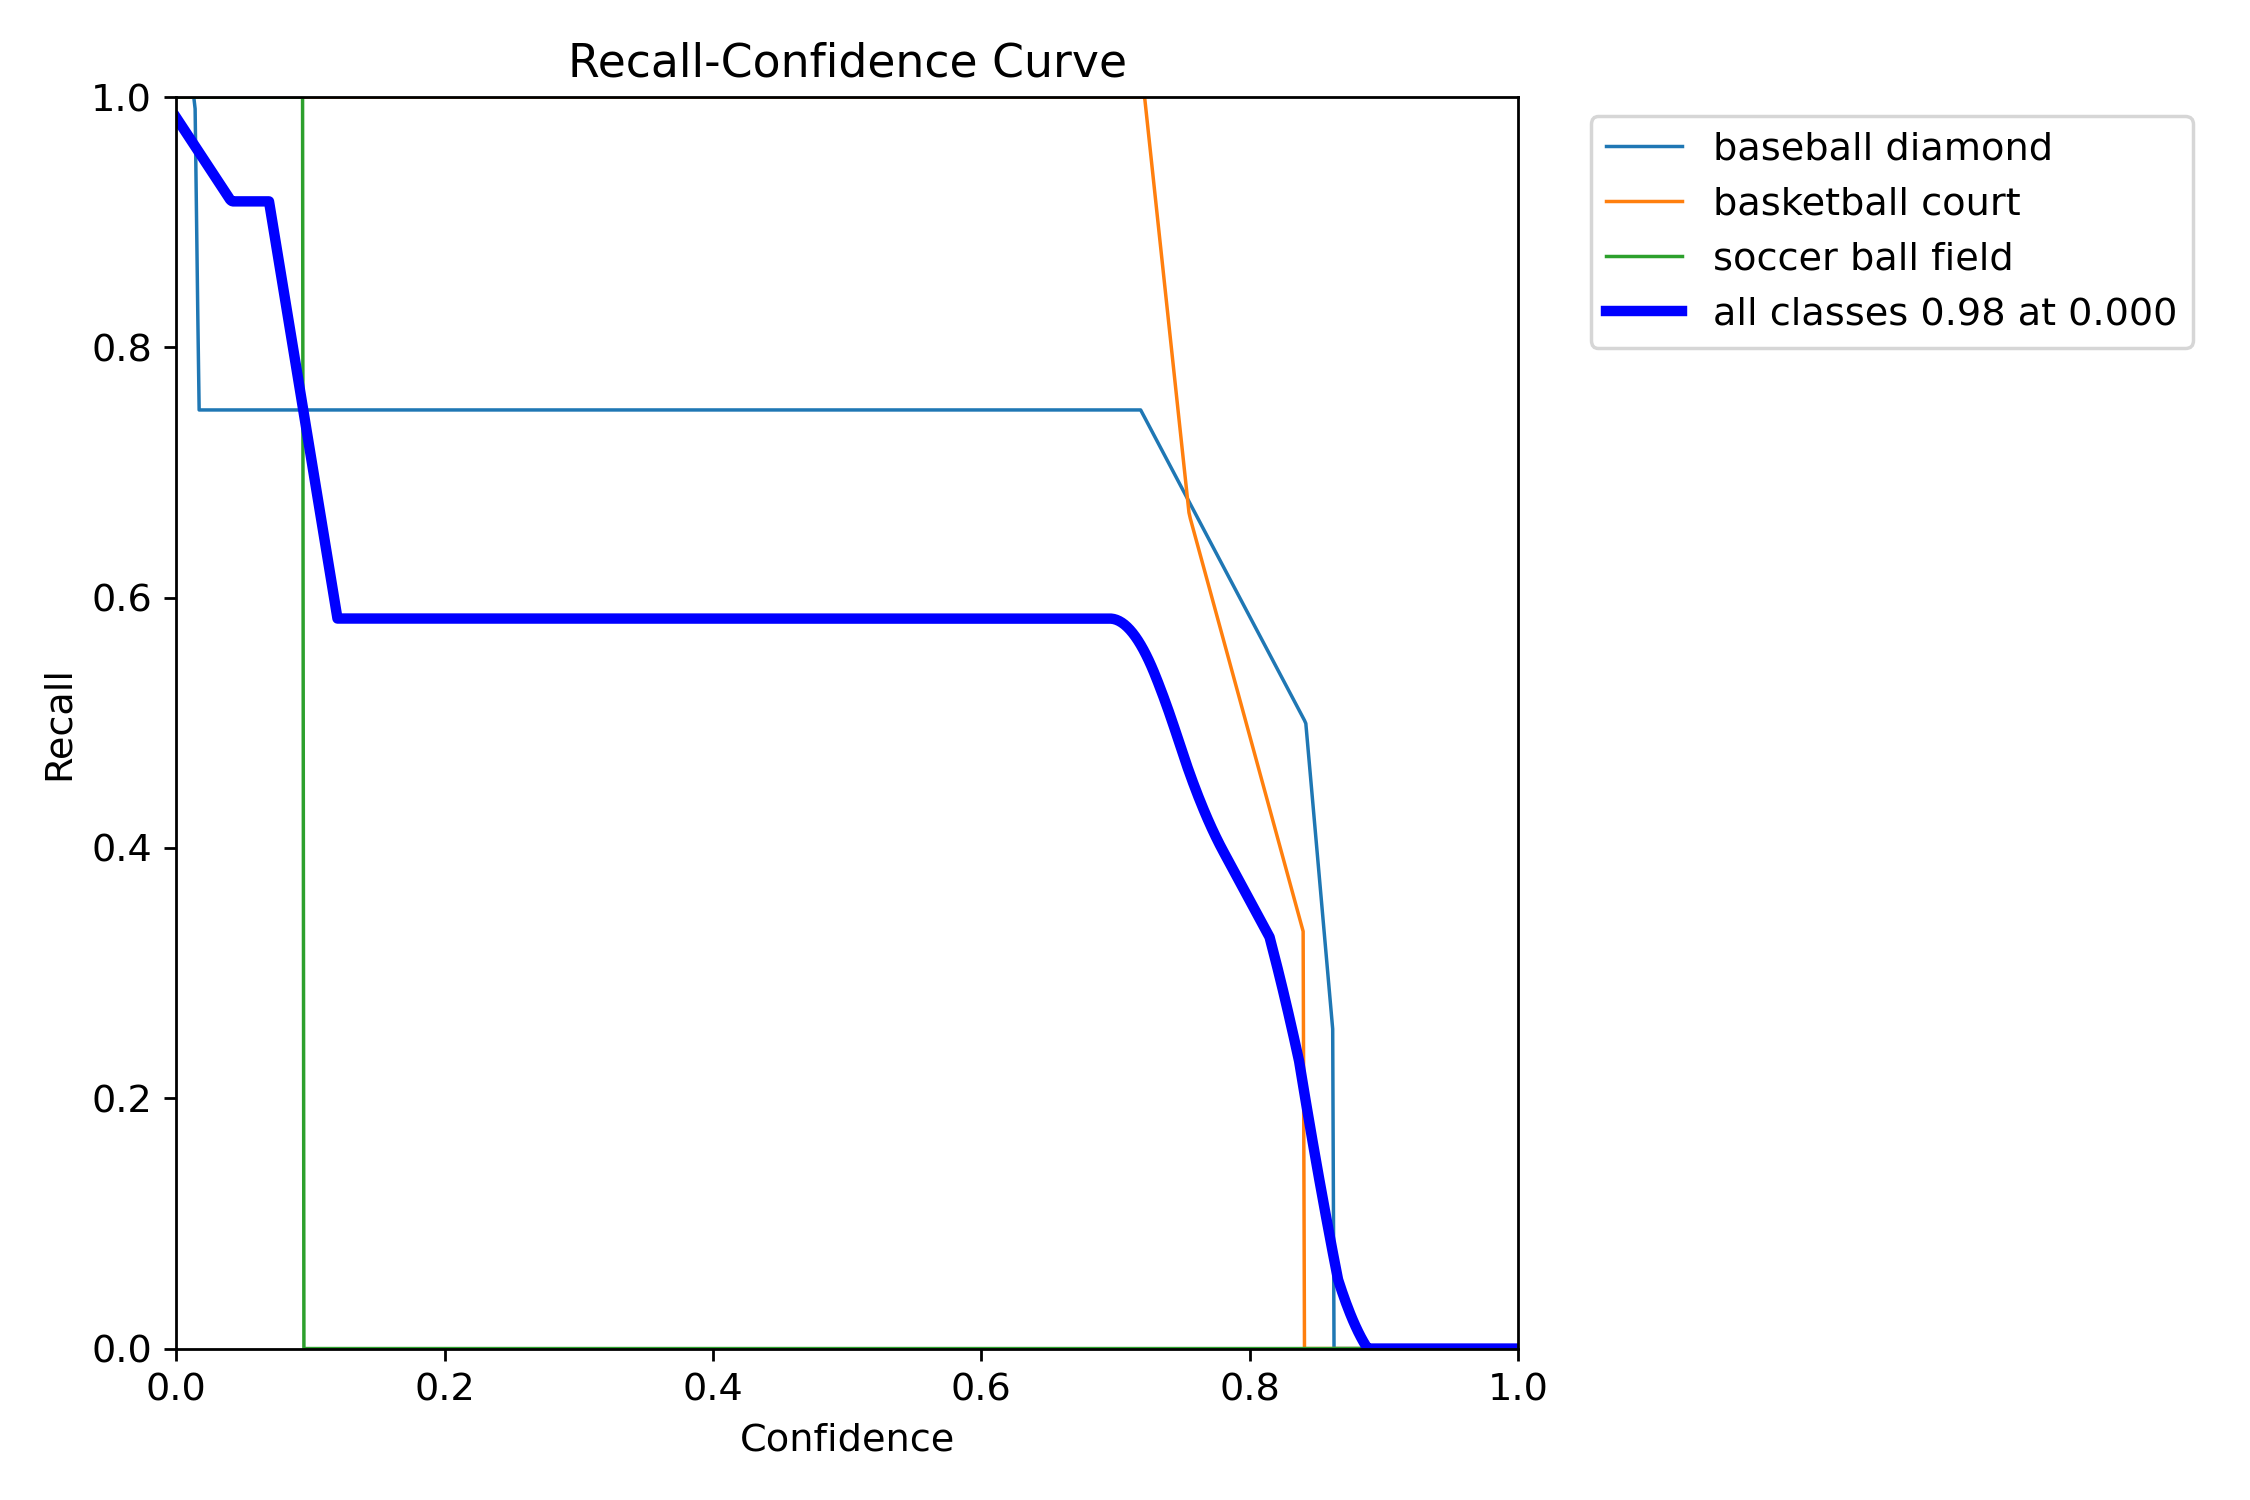 Recall-Confidence Curve
1.0
0.8
0.6
0.4
0.2
0.0
Recall
0.0 0.2 0.4 0.6 0.8 1.0
Confidence
baseball diamond
basketball court
soccer ball field
all classes 0.98 at 0.000